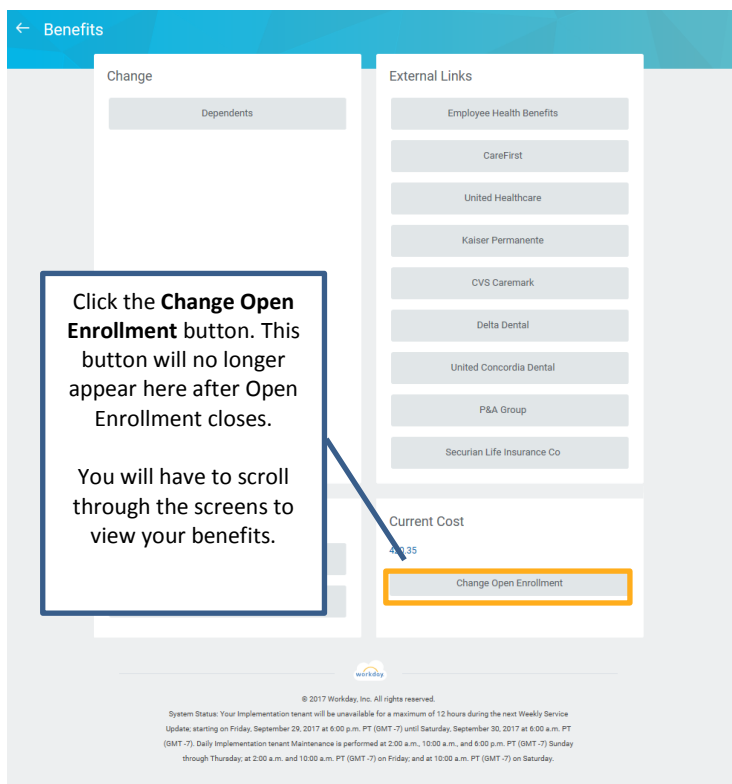 ← Benefits
Change
Dependents
External Links
Employee Health Benefits
CareFirst
United Healthcare
Kaiser Permanente
CVS Caremark
Delta Dental
United Concordia Dental
P&A Group
Securian Life Insurance Co
Click the Change Open
Enrollment button. This
button will no longer
appear here after Open
Enrollment closes.
You will have to scroll
through the screens to
view your benefits.
Current Cost
Change Open Enrollment
workday
© 2017 Workday, Inc. All rights reserved.
System Status: Your Implementation tenant will be unavailable for a maximum of 12 hours during the next Weekly Service
Update; starting on Friday, September 29, 2017 at 6:00 p.m. PT (GMT -7) until Saturday, September 30, 2017 at 6:00 a.m. PT
(GMT -7). Daily Implementation tenant Maintenance is performed at 2:00 a.m., 10:00 a.m., and 6:00 p.m. PT (GMT -7) Sunday
through Thursday; at 2:00 a.m. and 10:00 a.m. PT (GMT -7) on Friday; and at 10:00 a.m. PT (GMT -7) on Saturday.